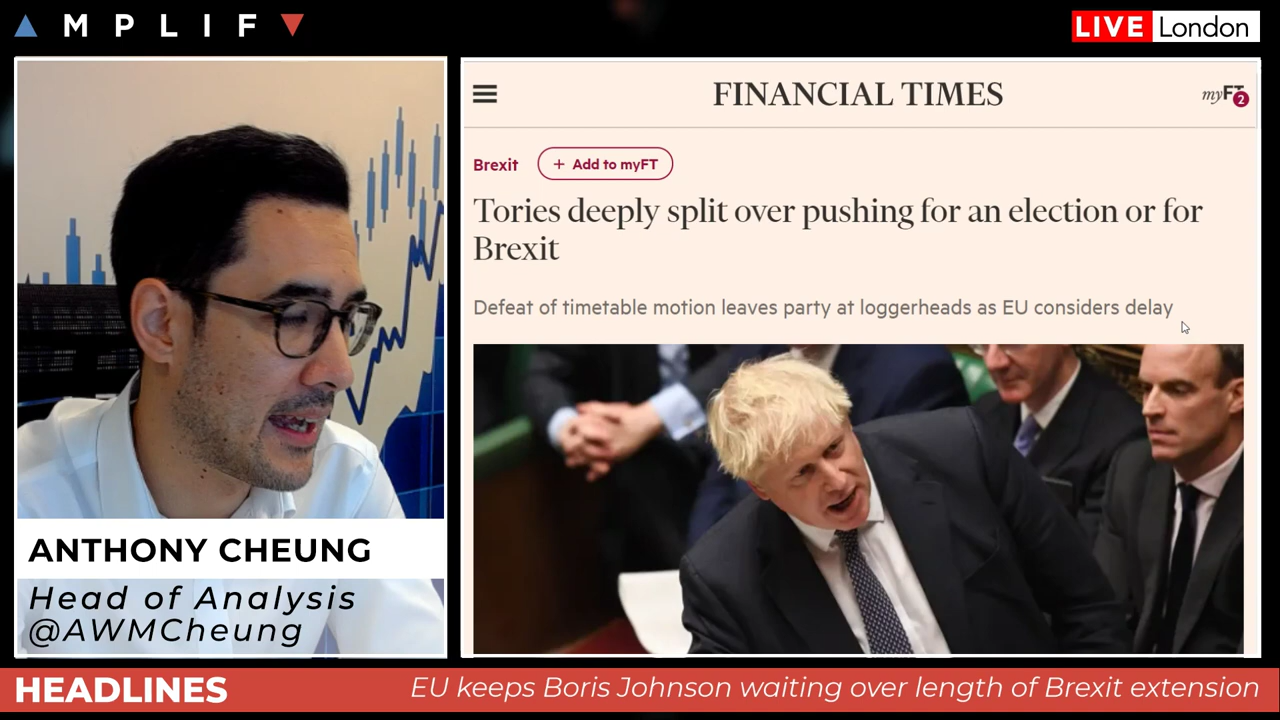 AMPLIFY
LIVE London
FINANCIAL TIMES
myFT
2
Brexit
+ Add to myFT
Tories deeply split over pushing for an election or for
Brexit
Defeat of timetable motion leaves party at loggerheads as EU considers delay
ANTHONY CHEUNG
Head of Analysis
@AWMCheung
HEADLINES
EU keeps Boris Johnson waiting over length of Brexit extension